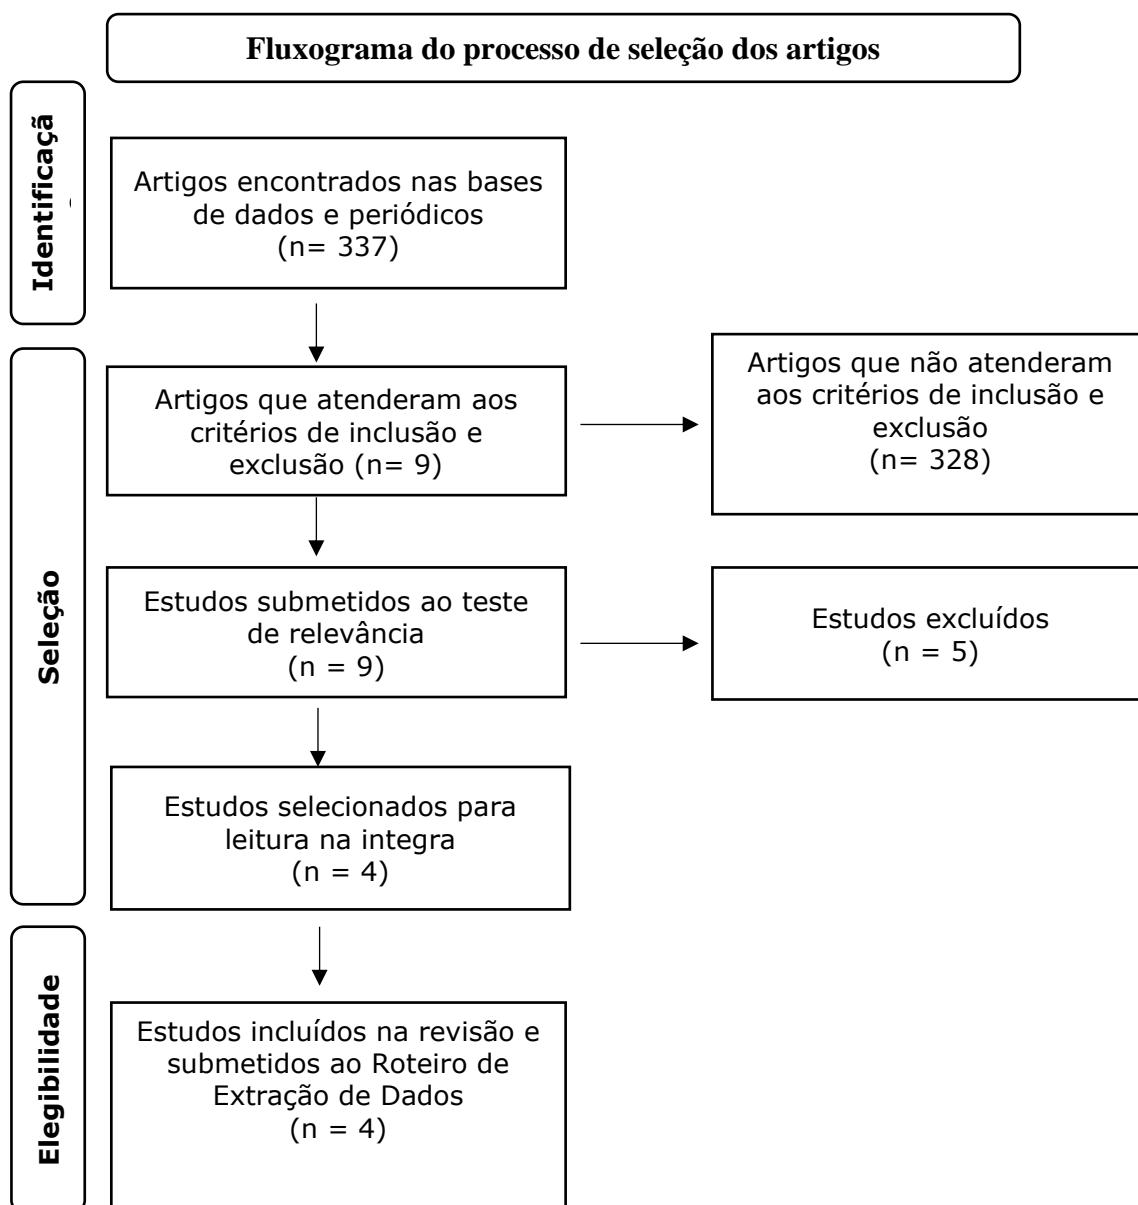 Fluxograma do processo de seleção dos artigos
Identificaçã
Artigos encontrados nas bases
de dados e periódicos
(n= 337)
Seleção
Artigos que atenderam aos
critérios de inclusão e
exclusão (n= 9)
Artigos que não atenderam
aos critérios de inclusão e
exclusão
(n= 328)
Estudos submetidos ao teste
de relevância
(n = 9)
Estudos excluídos
(n = 5)
Estudos selecionados para
leitura na integra
(n = 4)
Elegibilidade
Estudos incluídos na revisão e
submetidos ao Roteiro de
Extração de Dados
(n = 4)